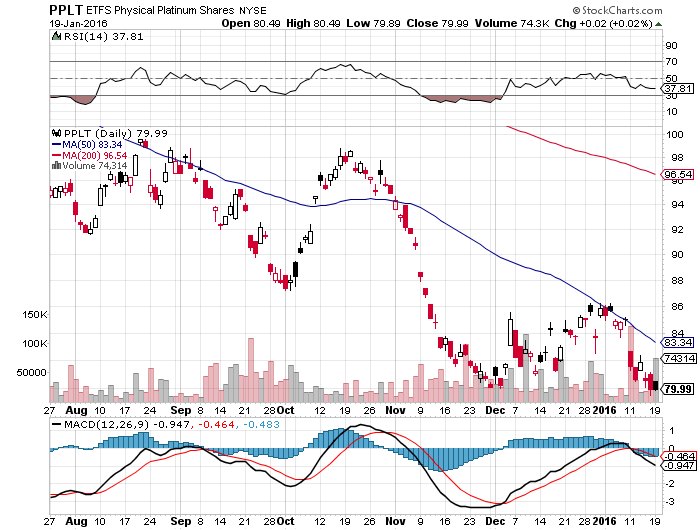 PPLT ETFS Physical Platinum Shares NYSE © StockCharts.com
19-Jan-2016 Open 80.49 High 80.49 Low 79.89 Close 79.99 Volume 74.3K Chg +0.02 (+0.02%)
RSI(14) 37.81
90
70
50
37.81
30
10
PPLT (Daily) 79.99
MA(50) 83.34
MA(200) 96.54
Volume 74,314
100
98
96.54
94
92
90
88
86
84
83.34
74314
79.99
150K
100K
50000
27 Aug 10 17 24 Sep 8 14 21 28 Oct 12 19 26 Nov 9 16 23 Dec 7 14 21 28 2016 11 19
MACD(12,26,9) -0.947, -0.464, -0.483
1
0
-0.464
-0.947
-2
-3
27 Aug 10 17 24 Sep 8 14 21 28 Oct 12 19 26 Nov 9 16 23 Dec 7 14 21 28 2016 11 19